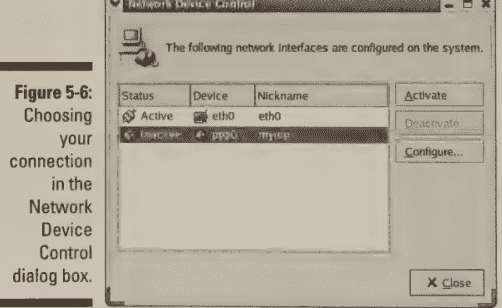 Network Device Control
The following network interfaces are configured on the system.
Figure 5-6:
Choosing
your
connection
in the
Network
Device
Control
dialog box.
Status Device Nickname
Active eth0 eth0
Inactive ppp0 myisp
Activate
Deactivate
Configure...
Close